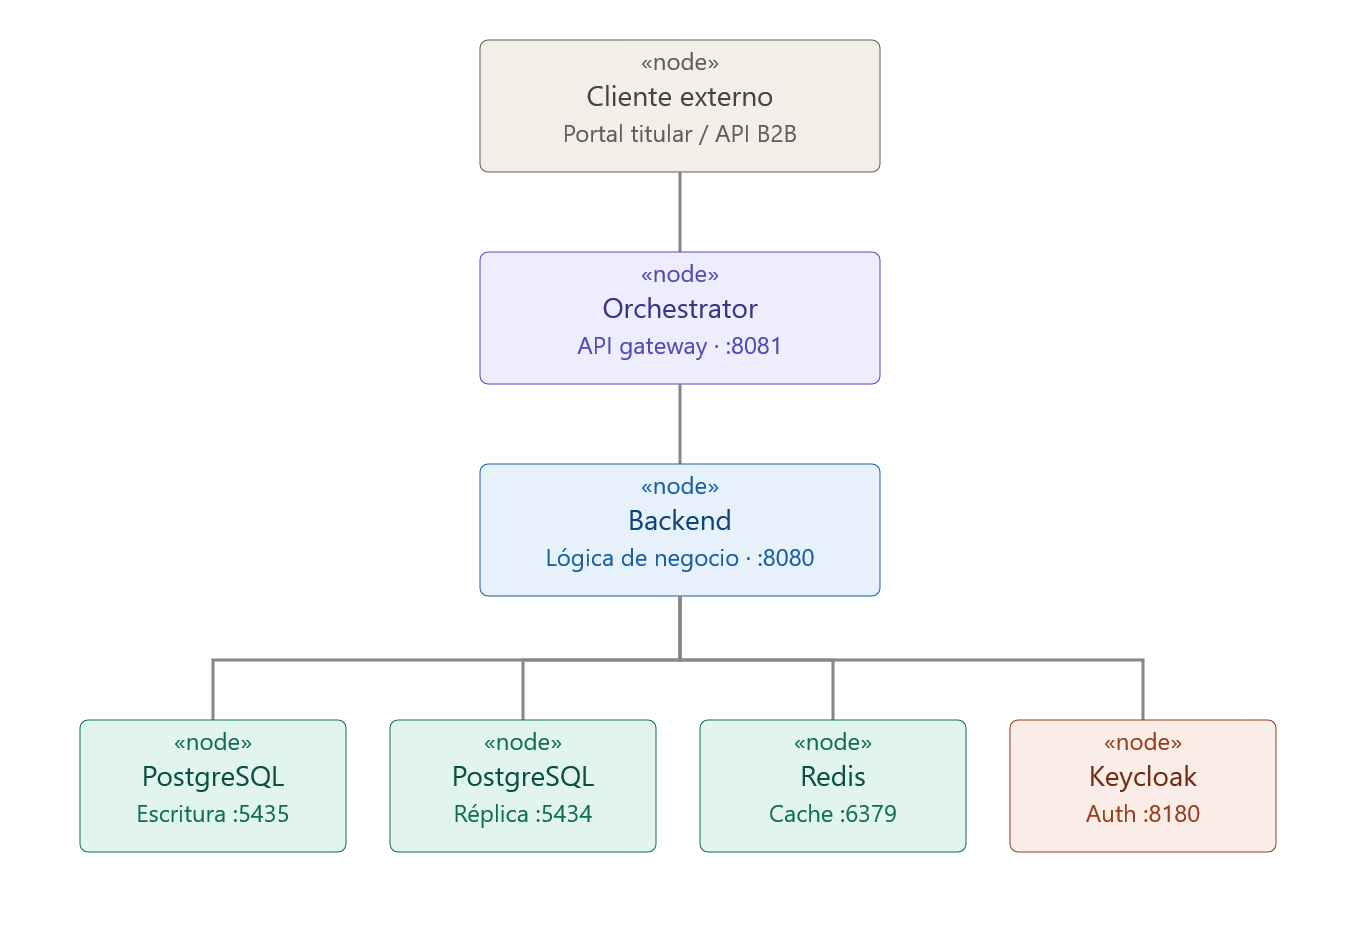 «node»
Cliente externo
Portal titular / API B2B
«node»
Orchestrator
API gateway · :8081
«node»
Backend
Lógica de negocio · :8080
«node»
PostgreSQL
Escritura :5435
«node»
PostgreSQL
Réplica :5434
«node»
Redis
Cache :6379
«node»
Keycloak
Auth :8180